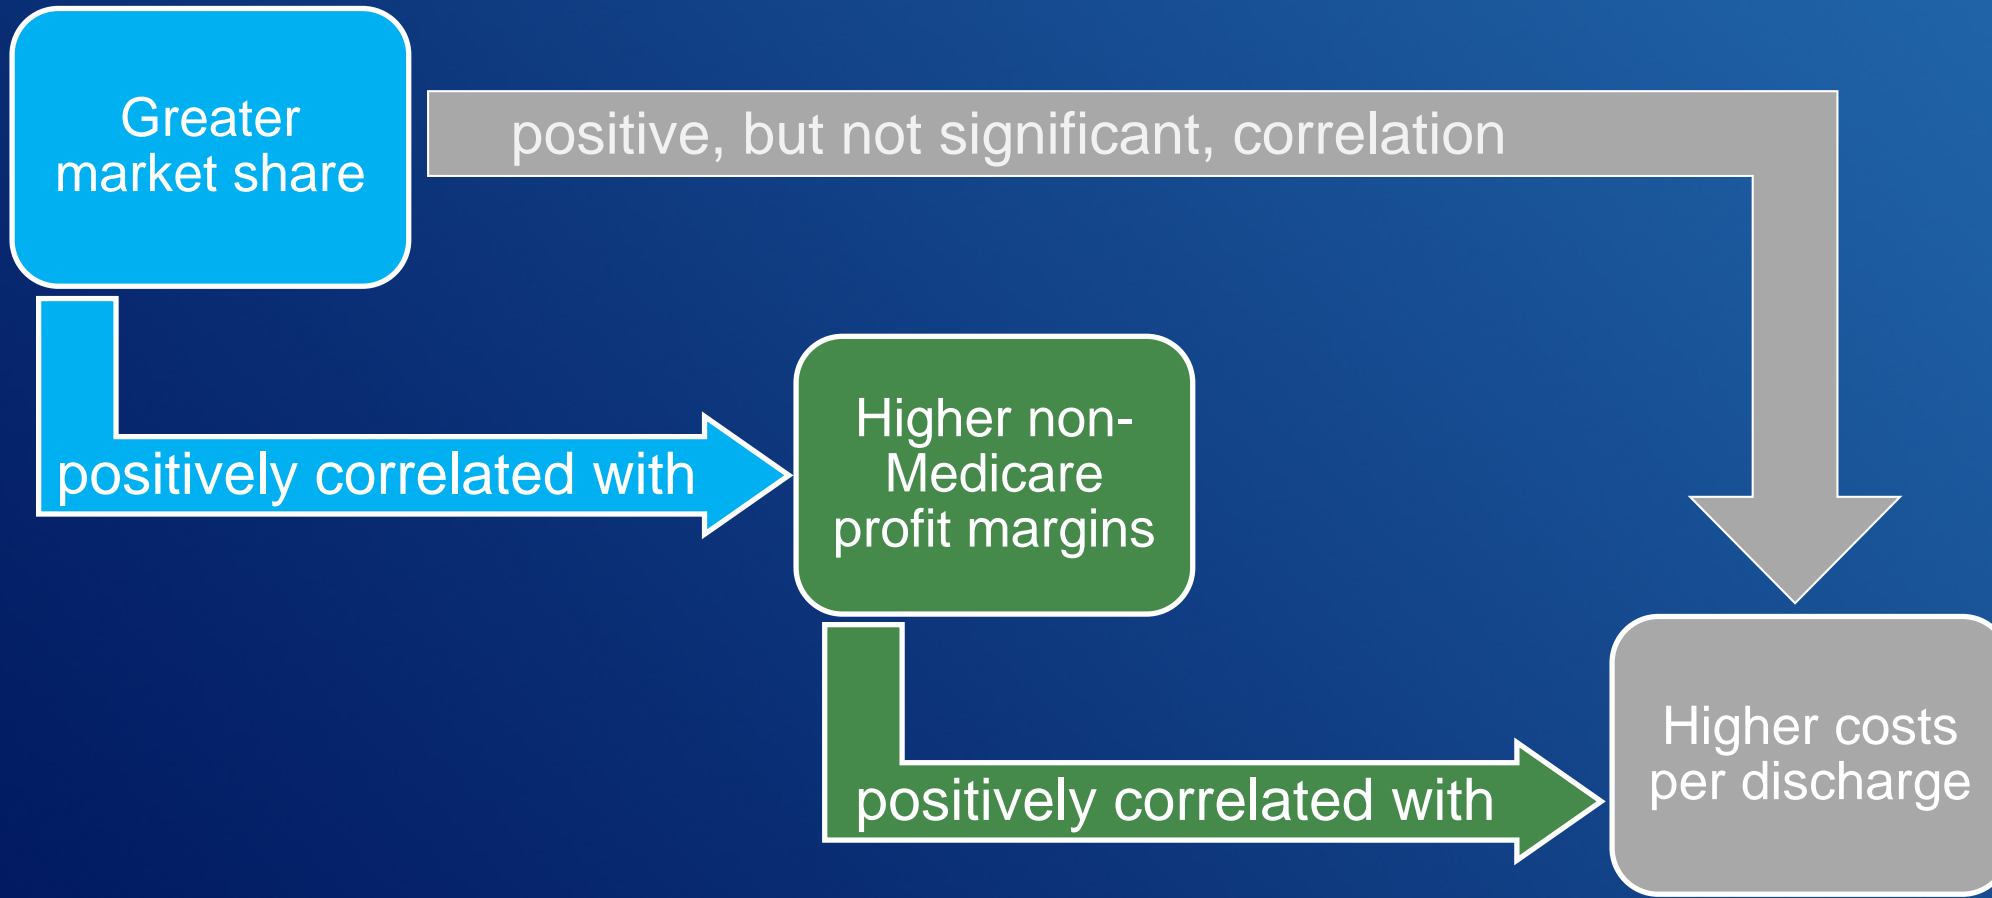 Greater
market share
positive, but not significant, correlation
positively correlated with
Higher non-
Medicare
profit margins
positively correlated with
Higher costs
per discharge